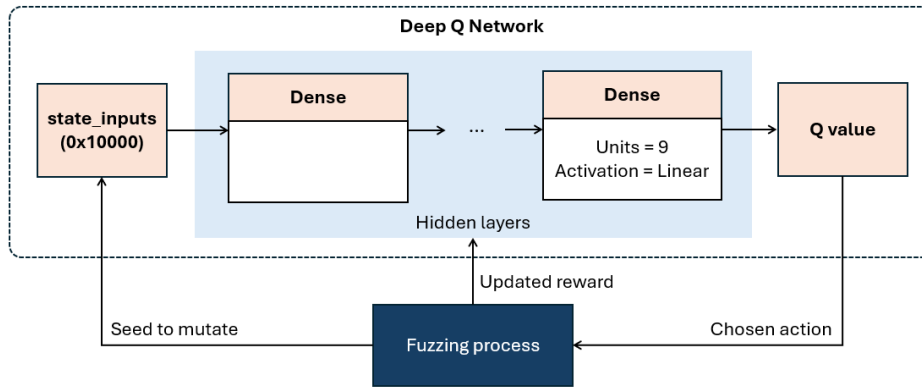 Deep Q Network
state_inputs
(0x10000)
Dense
...
Dense
Units = 9
Activation = Linear
Q value
Hidden layers
Updated reward
Seed to mutate
Fuzzing process
Chosen action